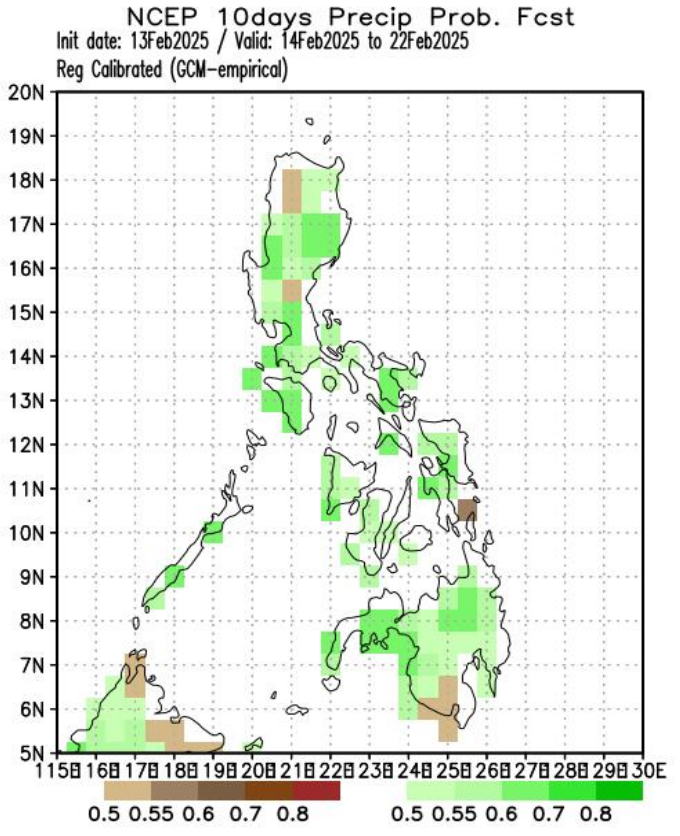 NCEP 10days Precip Prob. Fcst
Init date: 13Feb2025 / Valid: 14Feb2025 to 22Feb2025
Reg Calibrated (GCM-empirical)
20N
19N
18N
17N
16N
15N
14N
13N
12N
11N
10N
9N
8N
7N
6N
5N
115E 116E 117E 118E 119E 120E 121E 122E 123E 124E 125E 126E 127E 128E 129E 130E
0.5 0.55 0.6 0.7 0.8 0.5 0.55 0.6 0.7 0.8